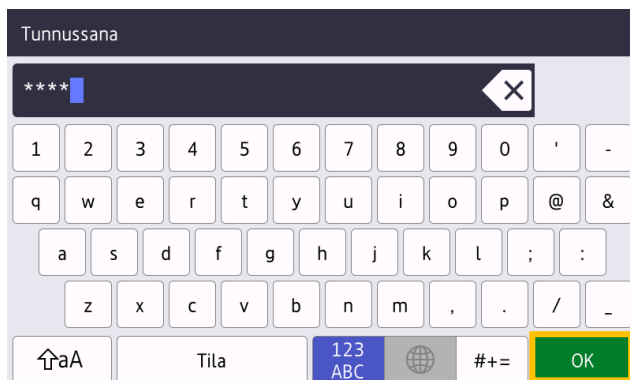 Tunnussana
****
1 2 3 4 5 6 7 8 9 0 ' -
q w e r t y u i o p @ &
a s d f g h j k l ; :
z x c v b n m , . / _
aA Tila 123 ABC #+= OK